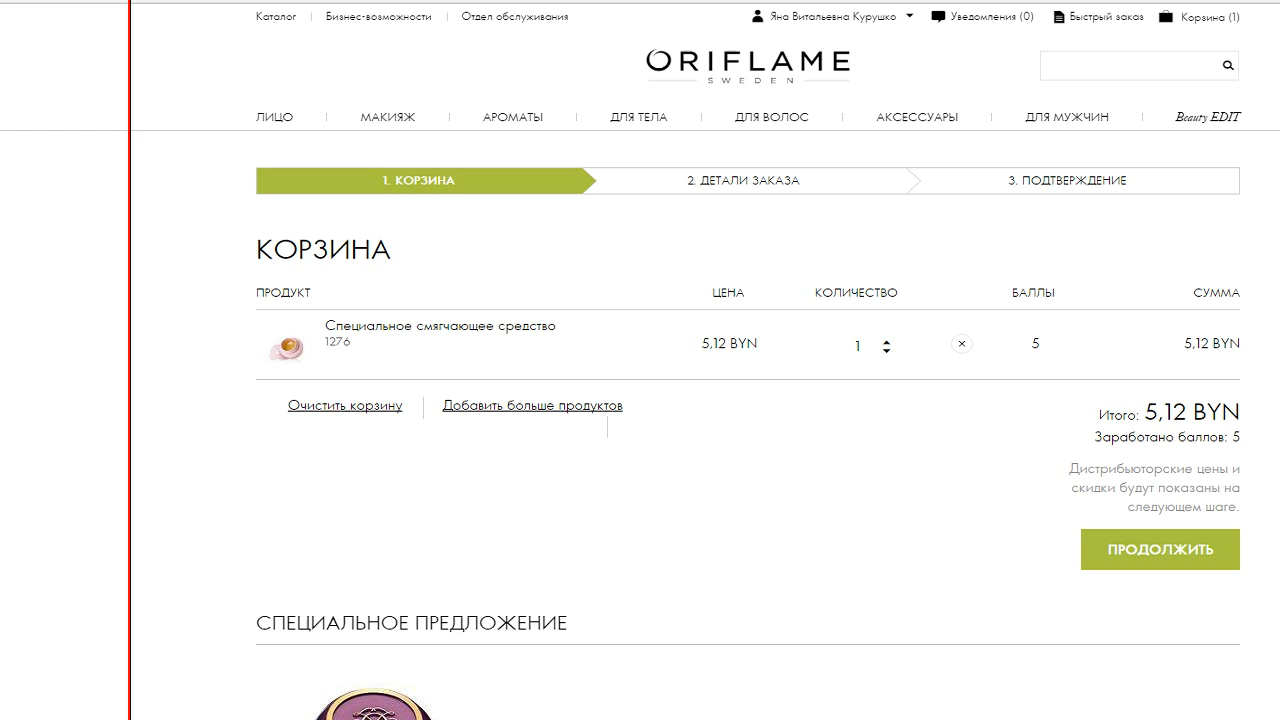 Каталог Бизнес-возможности Отдел обслуживания Яна Витальевна Курушко Уведомления (0) Быстрый заказ Корзина (1)
ORIFLAME
SWEDEN
ЛИЦО МАКИЯЖ АРОМАТЫ ДЛЯ ТЕЛА ДЛЯ ВОЛОС АКСЕССУАРЫ ДЛЯ МУЖЧИН Beauty EDIT
1. КОРЗИНА 2. ДЕТАЛИ ЗАКАЗА 3. ПОДТВЕРЖДЕНИЕ
КОРЗИНА
ПРОДУКТ ЦЕНА КОЛИЧЕСТВО БАЛЛЫ СУММА
Специальное смягчающее средство
1276
5,12 BYN 1 5 5,12 BYN
Очистить корзину Добавить больше продуктов
Итого: 5,12 BYN
Заработано баллов: 5
Дистрибьюторские цены и
скидки будут показаны на
следующем шаге.
ПРОДОЛЖИТЬ
СПЕЦИАЛЬНОЕ ПРЕДЛОЖЕНИЕ